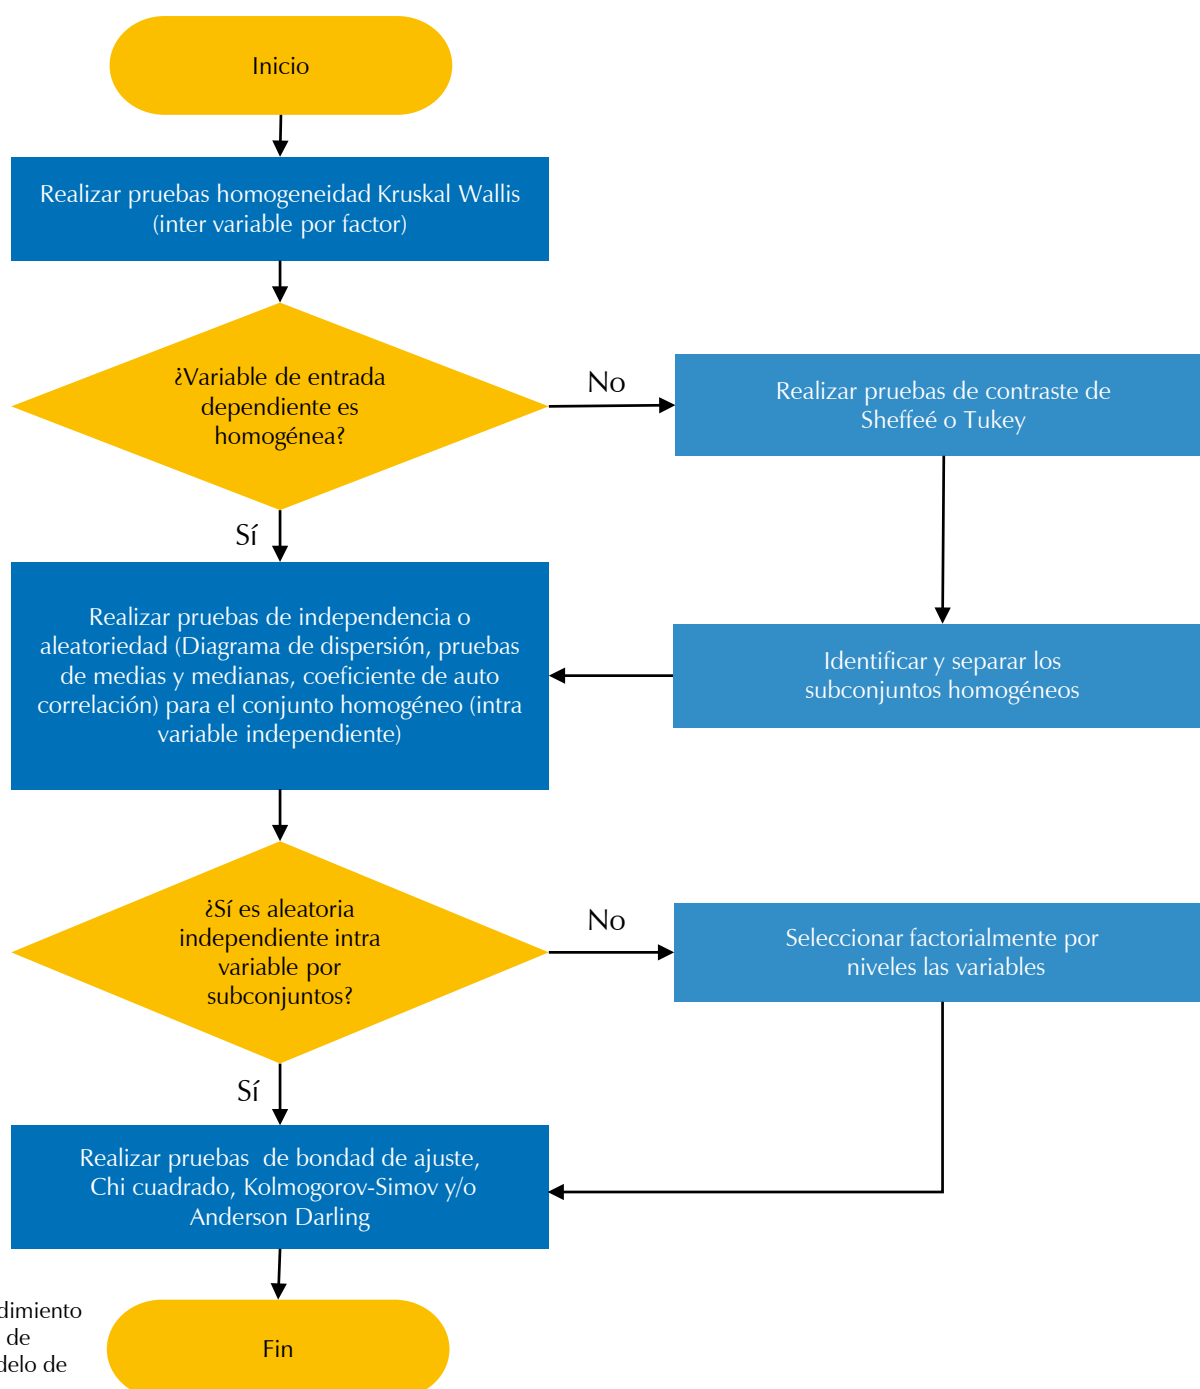 Inicio
Realizar pruebas homogeneidad Kruskal Wallis
(inter variable por factor)
¿Variable de entrada
dependiente es
homogénea?
No
Realizar pruebas de contraste de
Sheffeé o Tukey
Sí
Realizar pruebas de independencia o
aleatoriedad (Diagrama de dispersión, pruebas
de medias y medianas, coeficiente de auto
correlación) para el conjunto homogéneo (intra
variable independiente)
Identificar y separar los
subconjuntos homogéneos
¿Sí es aleatoria
independiente intra
variable por
subconjuntos?
No
Seleccionar factorialmente por
niveles las variables
Sí
Realizar pruebas de bondad de ajuste,
Chi cuadrado, Kolmogorov-Simov y/o
Anderson Darling
de
de
Fin